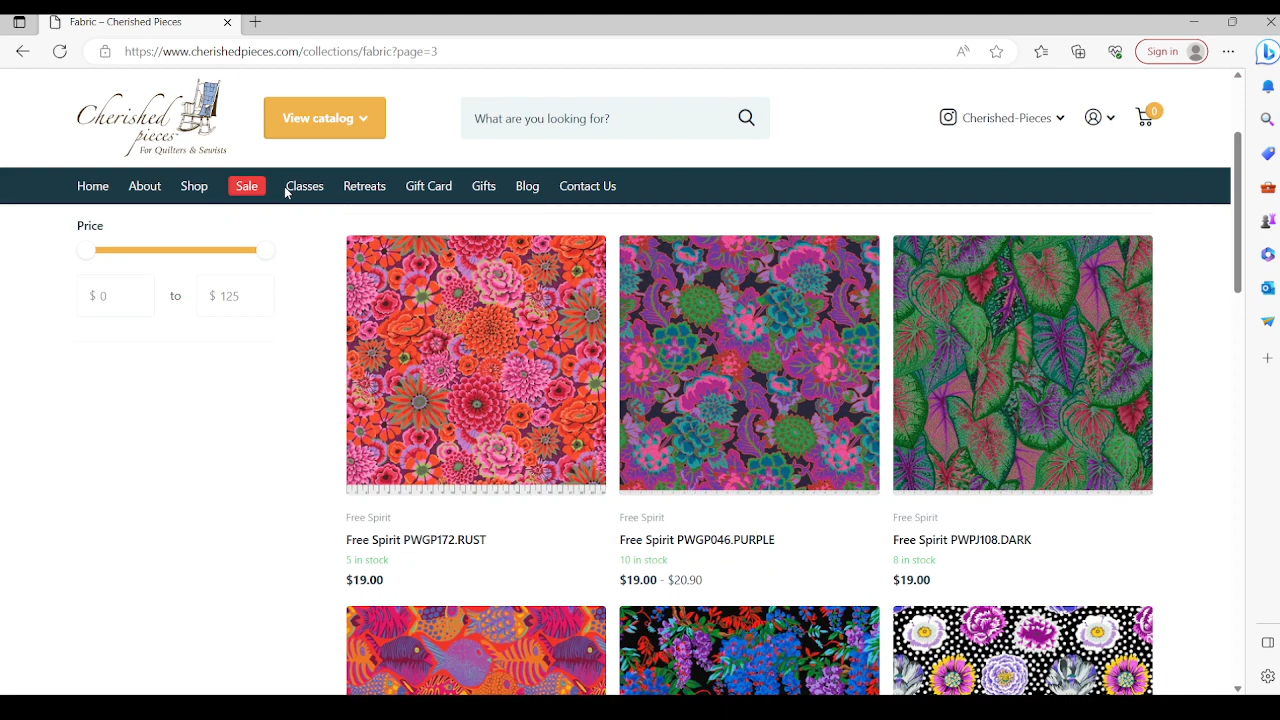 Fabric – Cherished Pieces
https://www.cherishedpieces.com/collections/fabric?page=3
Sign in
Cherished
pieces
For Quilters & Sewists
View catalog
What are you looking for?
Cherished-Pieces
0
Home About Shop Sale Classes Retreats Gift Card Gifts Blog Contact Us
Price
$ 0 to $ 125
Free Spirit
Free Spirit PWGP172.RUST
5 in stock
$19.00
Free Spirit
Free Spirit PWGP046.PURPLE
10 in stock
$19.00 - $20.90
Free Spirit
Free Spirit PWPJ108.DARK
8 in stock
$19.00